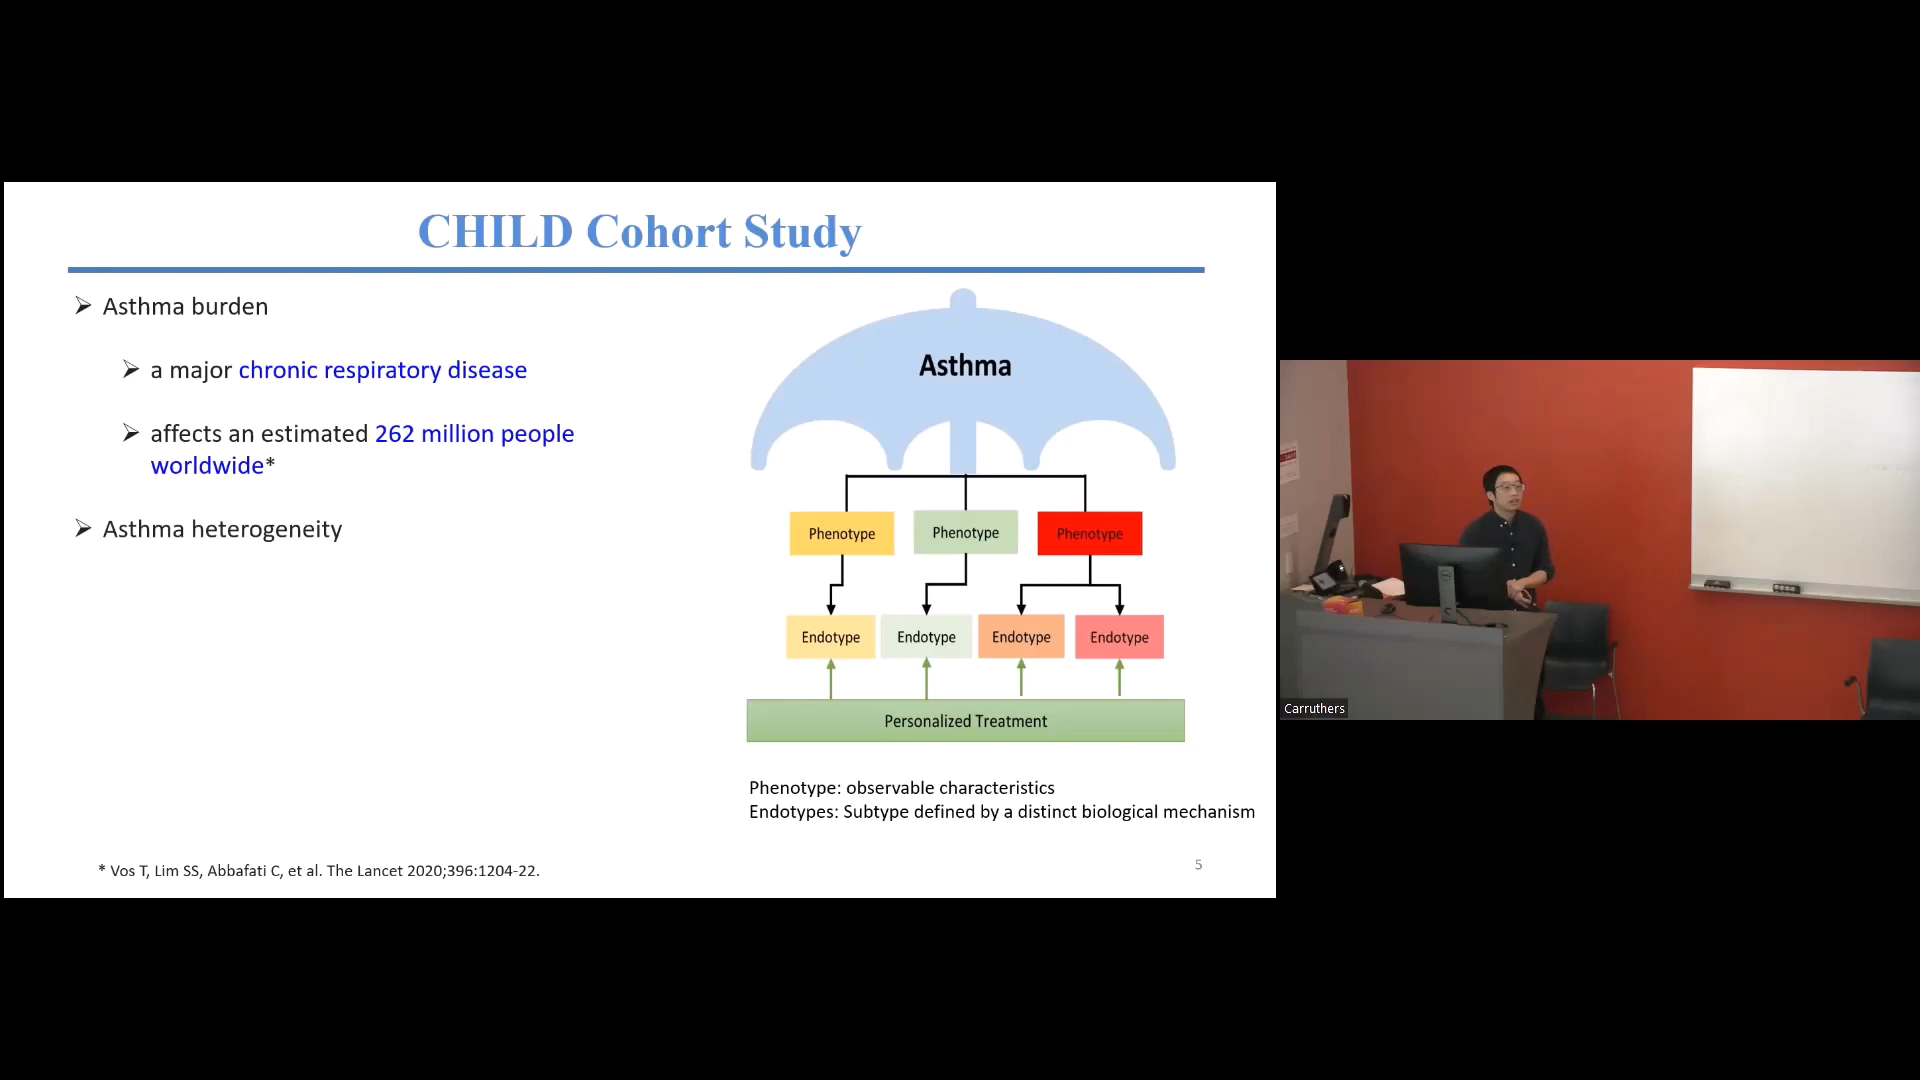 CHILD Cohort Study
Asthma burden
a major chronic respiratory disease
affects an estimated 262 million people
worldwide*
Asthma heterogeneity
Asthma
Phenotype
Phenotype
Phenotype
Endotype
Endotype
Endotype
Endotype
Personalized Treatment
Phenotype: observable characteristics
Endotypes: Subtype defined by a distinct biological mechanism
* Vos T, Lim SS, Abbafati C, et al. The Lancet 2020;396:1204-22.
5
Carruthers